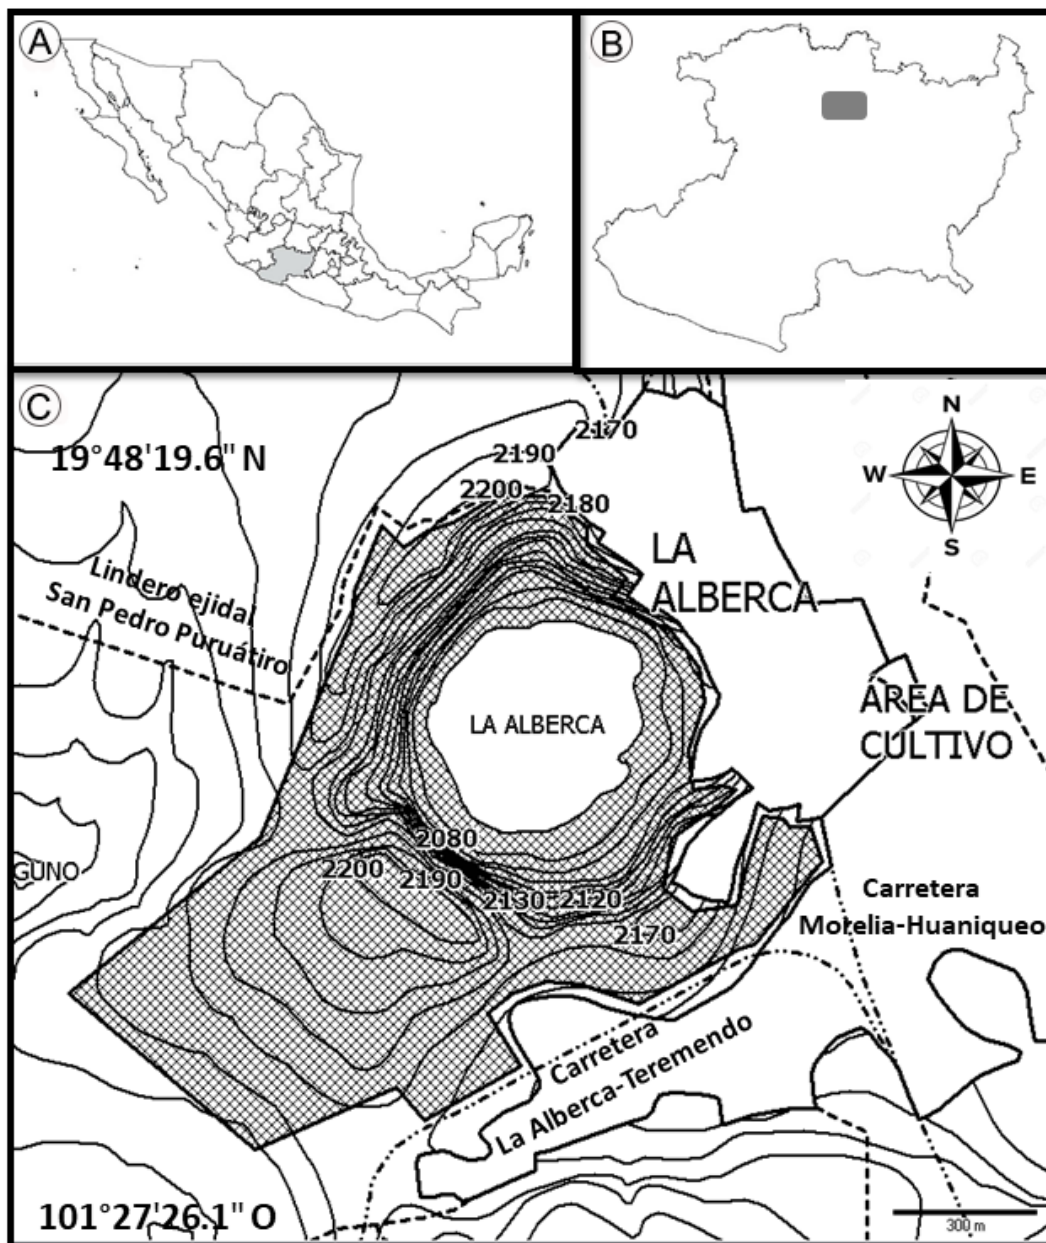 A
B
C
19°48'19.6" N
2170
2190
2200
2180
N
W
E
S
LA
ALBERCA
Lindero ejidal
San Pedro Puruátiro
LA ALBERCA
ÁREA DE
CULTIVO
2080
2200
2190
2130
2120
2170
GUNO
Carretera
Morelia-Huaniqueo
Carretera
La Alberca-Teremendo
101°27'26.1" O
300 m